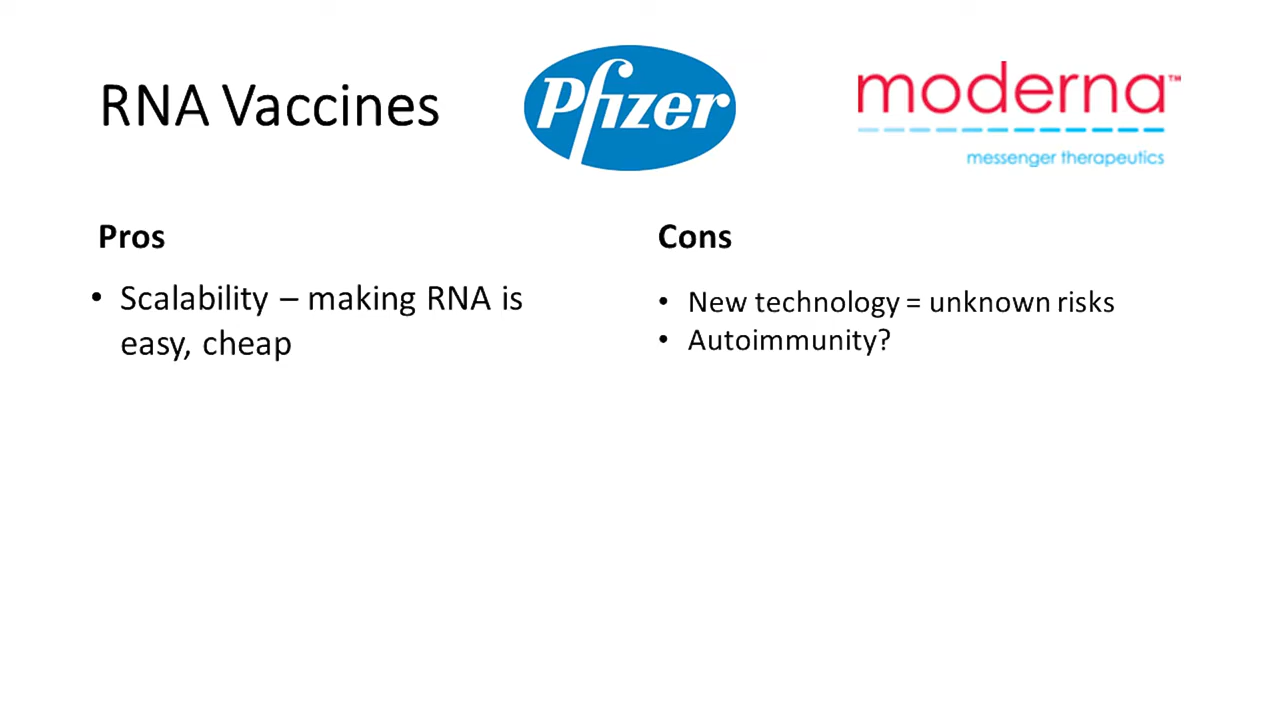 RNA Vaccines
Pfizer
moderna™
messenger therapeutics
Pros
• Scalability – making RNA is
easy, cheap
Cons
• New technology = unknown risks
• Autoimmunity?